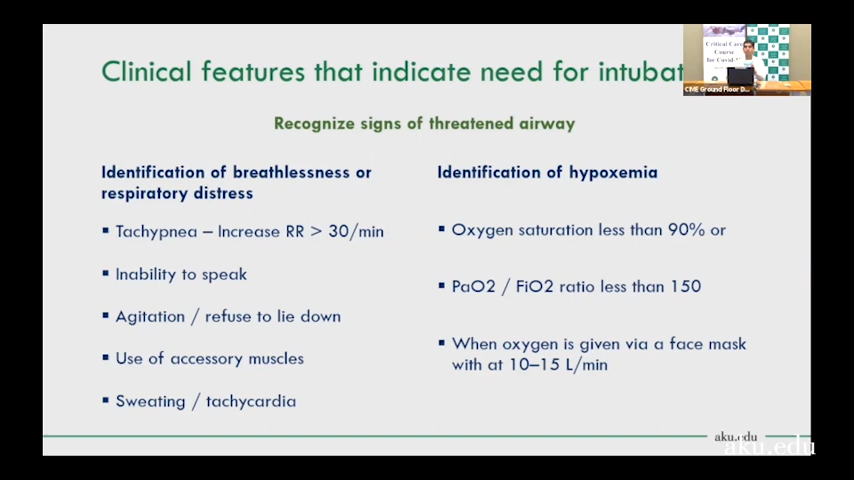 Clinical features that indicate need for intubat
Critical Care
Course
for Covid-
CME Ground Floor D...
Recognize signs of threatened airway
Identification of breathlessness or
respiratory distress
▪ Tachypnea – Increase RR > 30/min
▪ Inability to speak
▪ Agitation / refuse to lie down
▪ Use of accessory muscles
▪ Sweating / tachycardia
Identification of hypoxemia
▪ Oxygen saturation less than 90% or
▪ PaO2 / FiO2 ratio less than 150
▪ When oxygen is given via a face mask
with at 10–15 L/min
aku.edu
aku.edu